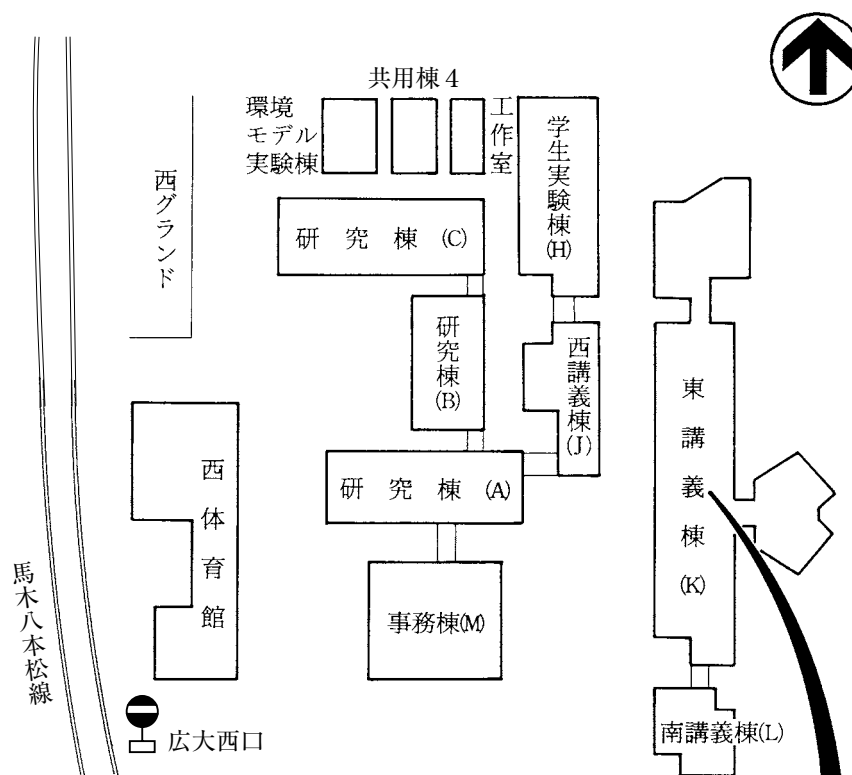 共用棟４
環境
モデル
実験棟
工作室
学生実験棟(H)
西グランド
研究棟(C)
研究棟(B)
西講義棟(J)
東講義棟(K)
研究棟(A)
西体育館
事務棟(M)
馬木八本松線
広大西口
南講義棟(L)